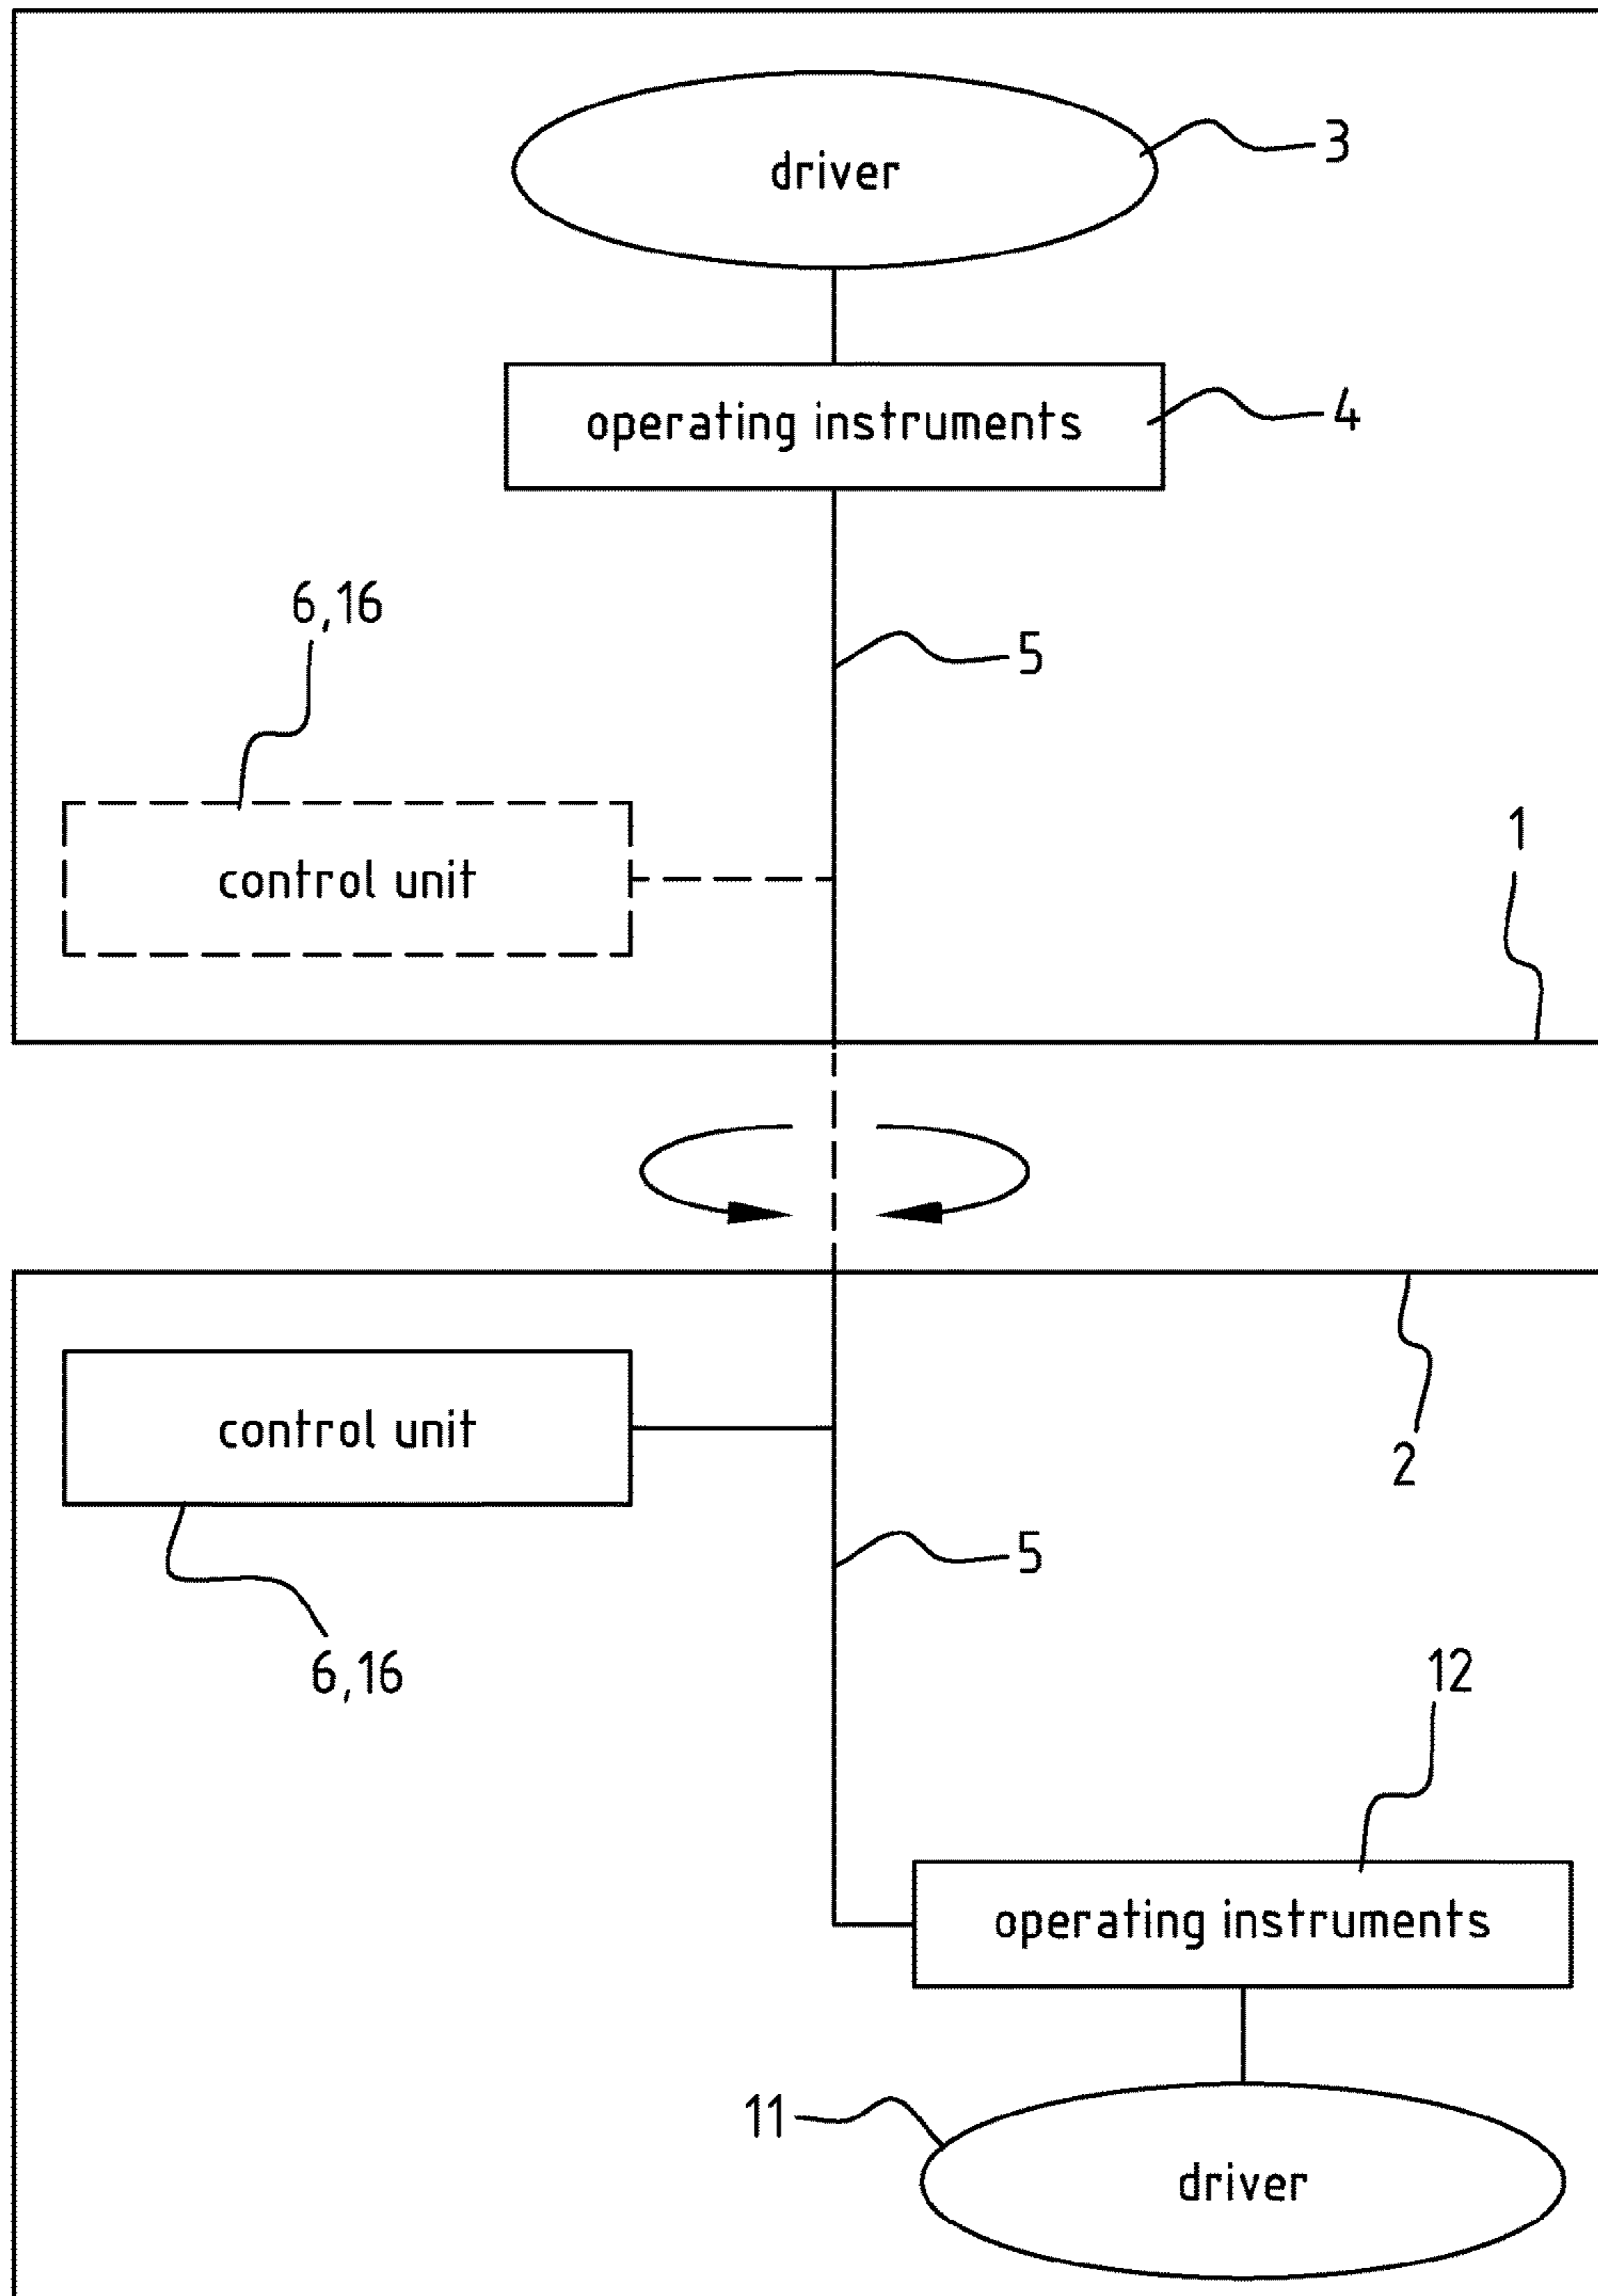 driver
3
operating instruments
4
6,16
5
1
control unit
2
control unit
5
6,16
12
operating instruments
11
driver